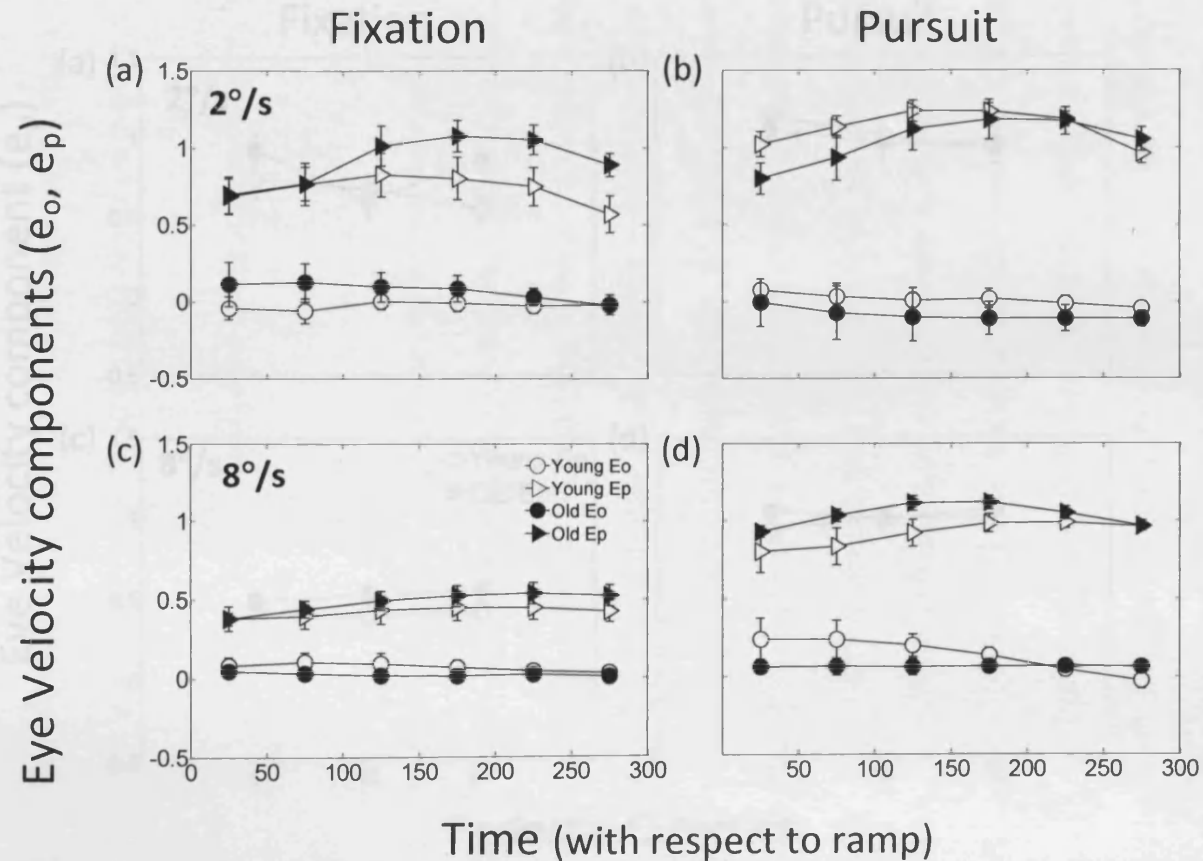 Fixation
Pursuit
(a)
(b)
2°/s
1.5
1
0.5
0
-0.5
(c)
(d)
8°/s
1.5
1
0.5
0
-0.5
Young Eo
Young Ep
Old Eo
Old Ep
0 50 100 150 200 250 300
50 100 150 200 250 300
Eye Velocity components (eo, ep)
Time (with respect to ramp)